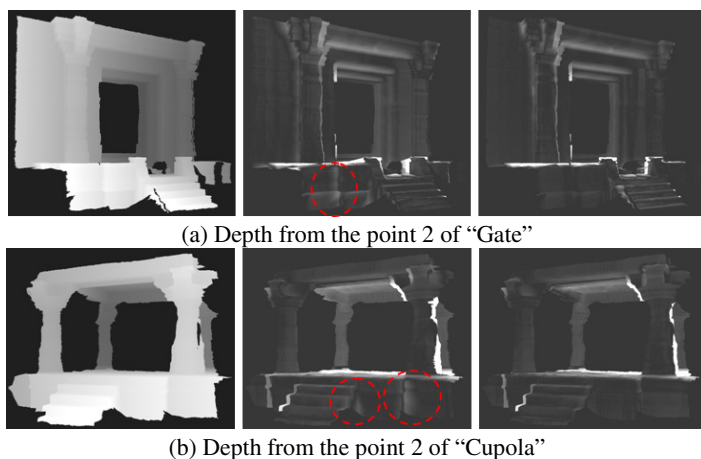 (a) Depth from the point 2 of “Gate”
(b) Depth from the point 2 of “Cupola”